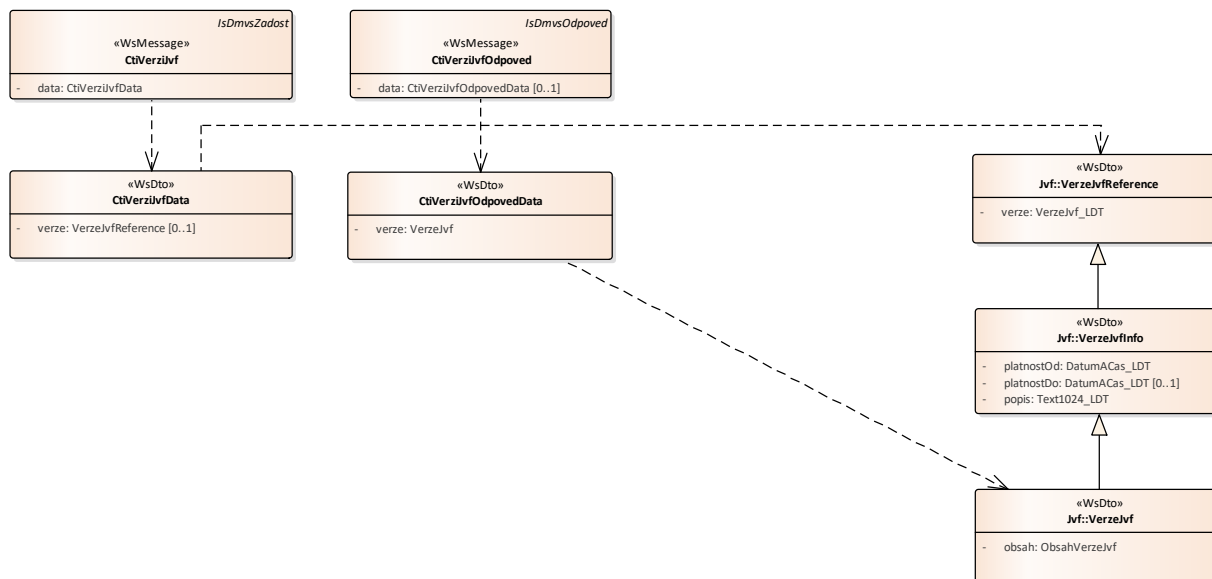 IsDmvsZadost
«WsMessage»
CtiVerziJvf
- data: CtiVerziJvfData
IsDmvsOdpoved
«WsMessage»
CtiVerziJvfOdpoved
- data: CtiVerziJvfOdpovedData [0..1]
«WsDto»
CtiVerziJvfData
- verze: VerzeJvfReference [0..1]
«WsDto»
CtiVerziJvfOdpovedData
- verze: VerzeJvf
«WsDto»
Jvf::VerzeJvfReference
- verze: VerzeJvf_LDT
«WsDto»
Jvf::VerzeJvfInfo
- platnostOd: DatumACas_LDT
- platnostDo: DatumACas_LDT [0..1]
- popis: Text1024_LDT
«WsDto»
Jvf::VerzeJvf
- obsah: ObsahVerzeJvf